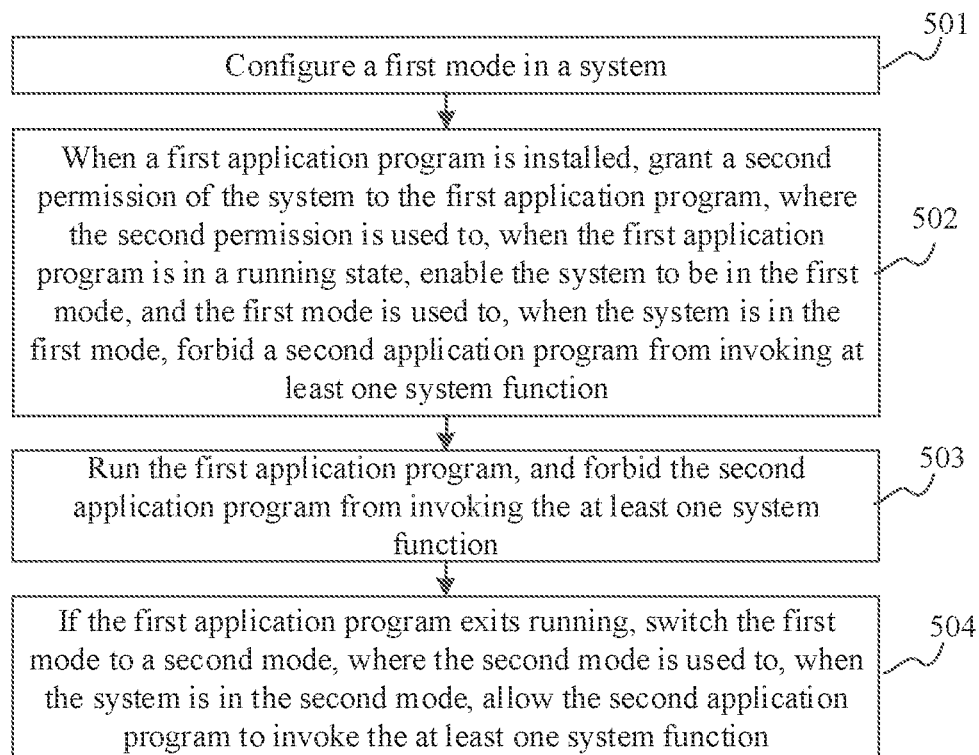 501
Configure a first mode in a system
When a first application program is installed, grant a second
permission of the system to the first application program, where
the second permission is used to, when the first application
program is in a running state, enable the system to be in the first
mode, and the first mode is used to, when the system is in the
first mode, forbid a second application program from invoking at
least one system function
502
Run the first application program, and forbid the second
application program from invoking the at least one system
function
503
If the first application program exits running, switch the first
mode to a second mode, where the second mode is used to, when
the system is in the second mode, allow the second application
program to invoke the at least one system function
504